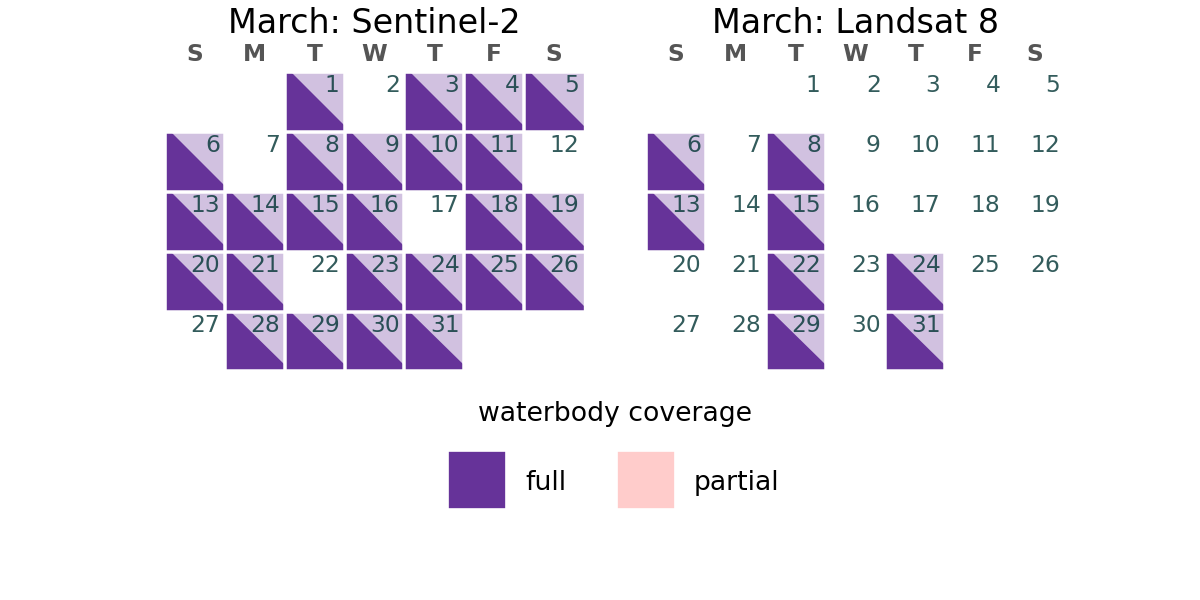 March: Sentinel-2
S M T W T F S
1 2 3 4 5
6 7 8 9 10 11 12
13 14 15 16 17 18 19
20 21 22 23 24 25 26
27 28 29 30 31
March: Landsat 8
S M T W T F S
1 2 3 4 5
6 7 8 9 10 11 12
13 14 15 16 17 18 19
20 21 22 23 24 25 26
27 28 29 30 31
waterbody coverage
full
partial